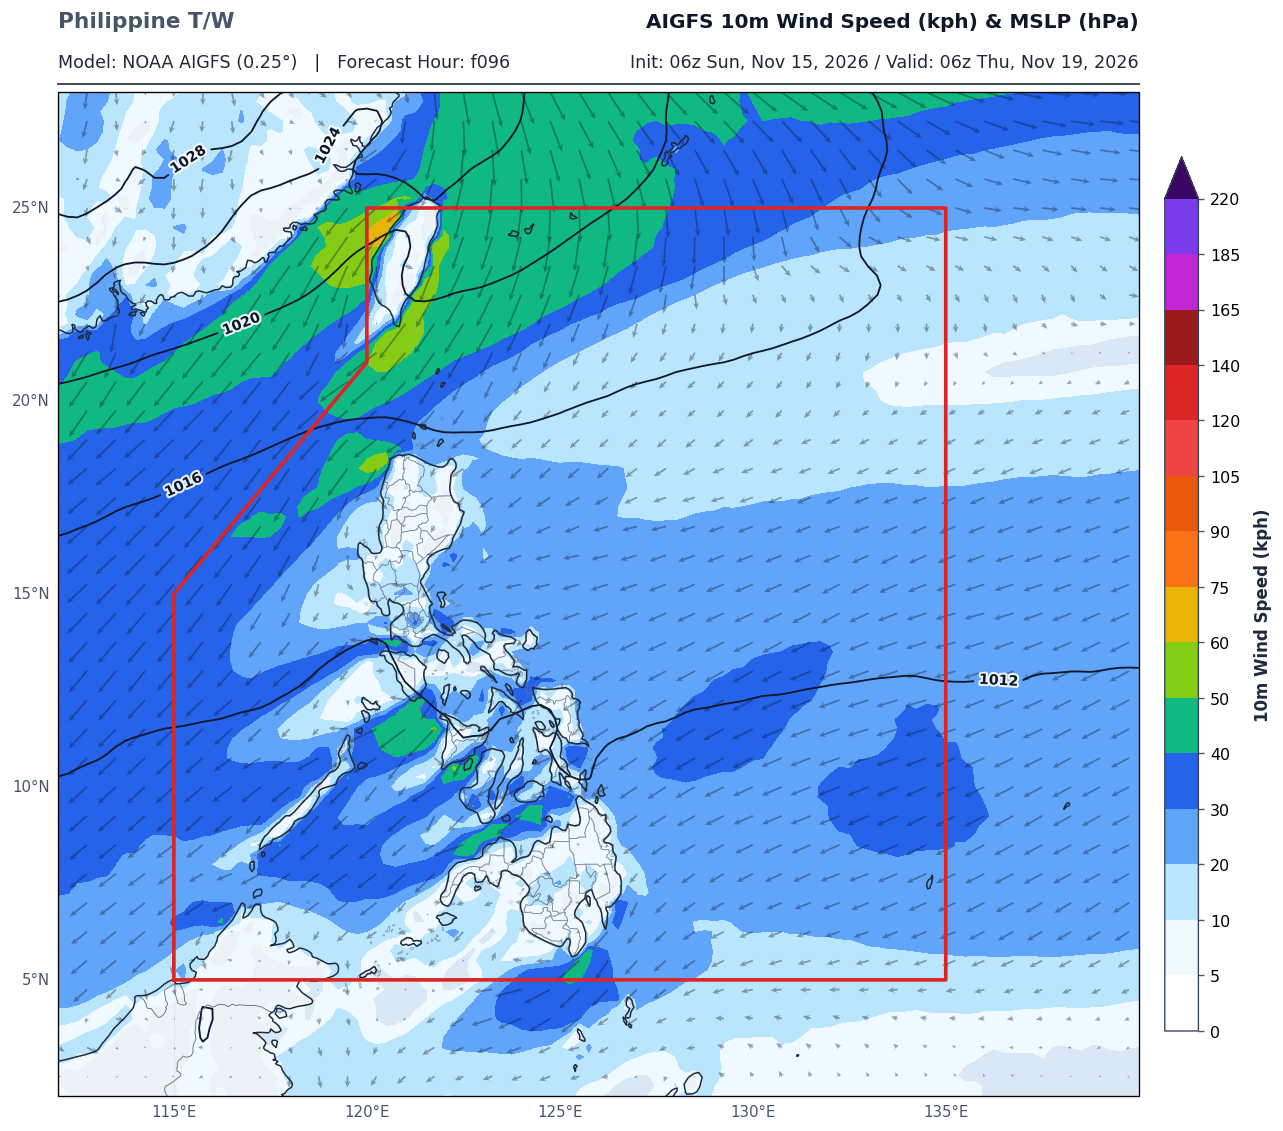 Philippine T/W
AIGFS 10m Wind Speed (kph) & MSLP (hPa)
Model: NOAA AIGFS (0.25°)   |   Forecast Hour: f096
Init: 06z Sun, Nov 15, 2026 / Valid: 06z Thu, Nov 19, 2026
1028
1024
1020
1016
1012
25°N
20°N
15°N
10°N
5°N
115°E
120°E
125°E
130°E
135°E
220
185
165
140
120
105
90
75
60
50
40
30
20
10
5
0
10m Wind Speed (kph)